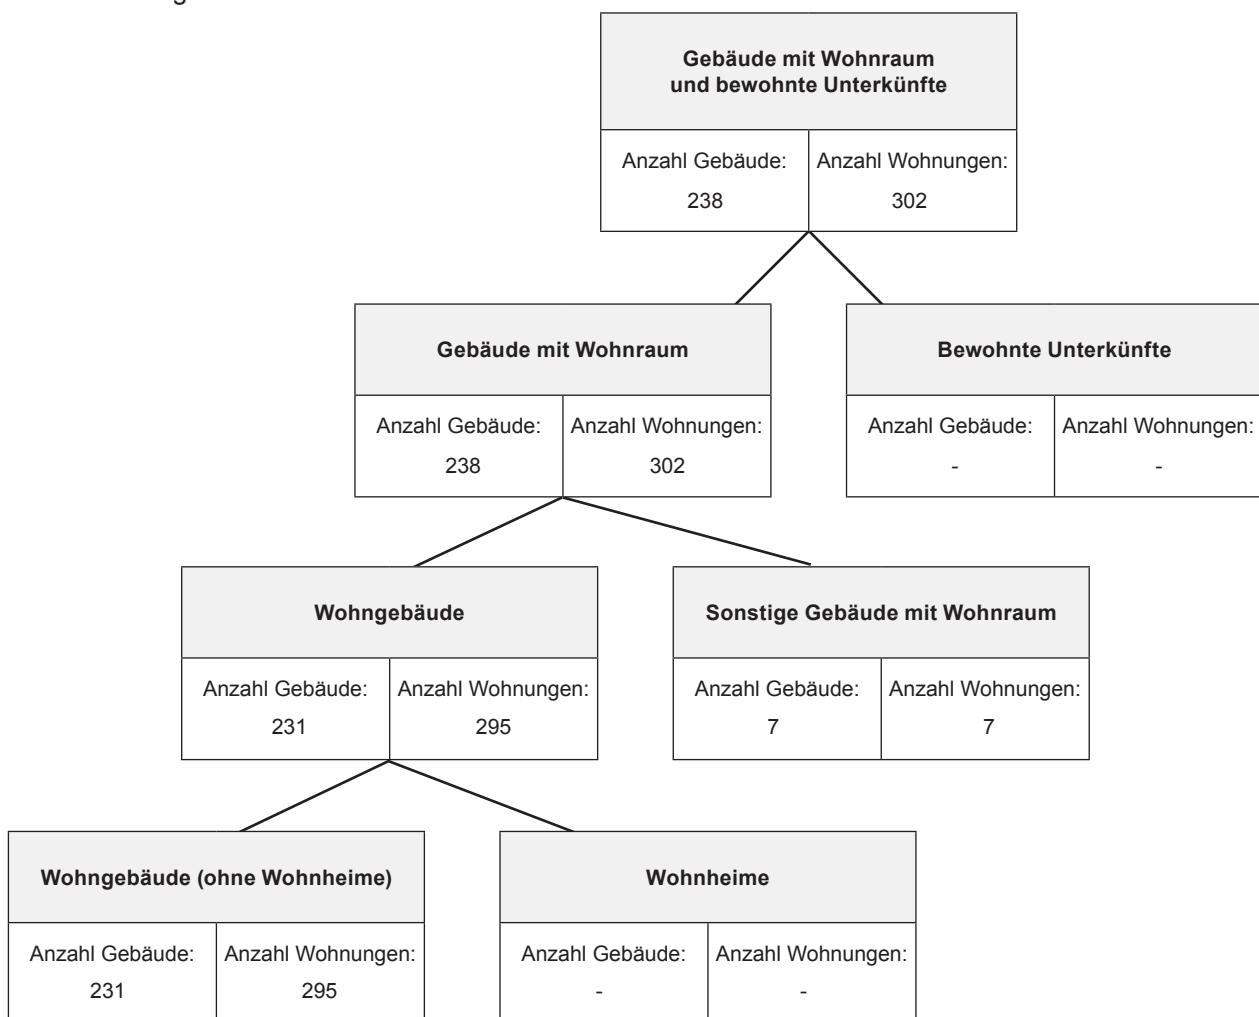 g
Gebäude mit Wohnraum
und bewohnte Unterkünfte
Anzahl Gebäude: Anzahl Wohnungen:
238 302
Gebäude mit Wohnraum
Bewohnte Unterkünfte
Anzahl Gebäude: Anzahl Wohnungen:
238 302
Anzahl Gebäude: Anzahl Wohnungen:
- -
Wohngebäude
Sonstige Gebäude mit Wohnraum
Anzahl Gebäude: Anzahl Wohnungen:
231 295
Anzahl Gebäude: Anzahl Wohnungen:
7 7
Wohngebäude (ohne Wohnheime)
Wohnheime
Anzahl Gebäude: Anzahl Wohnungen:
231 295
Anzahl Gebäude: Anzahl Wohnungen:
- -